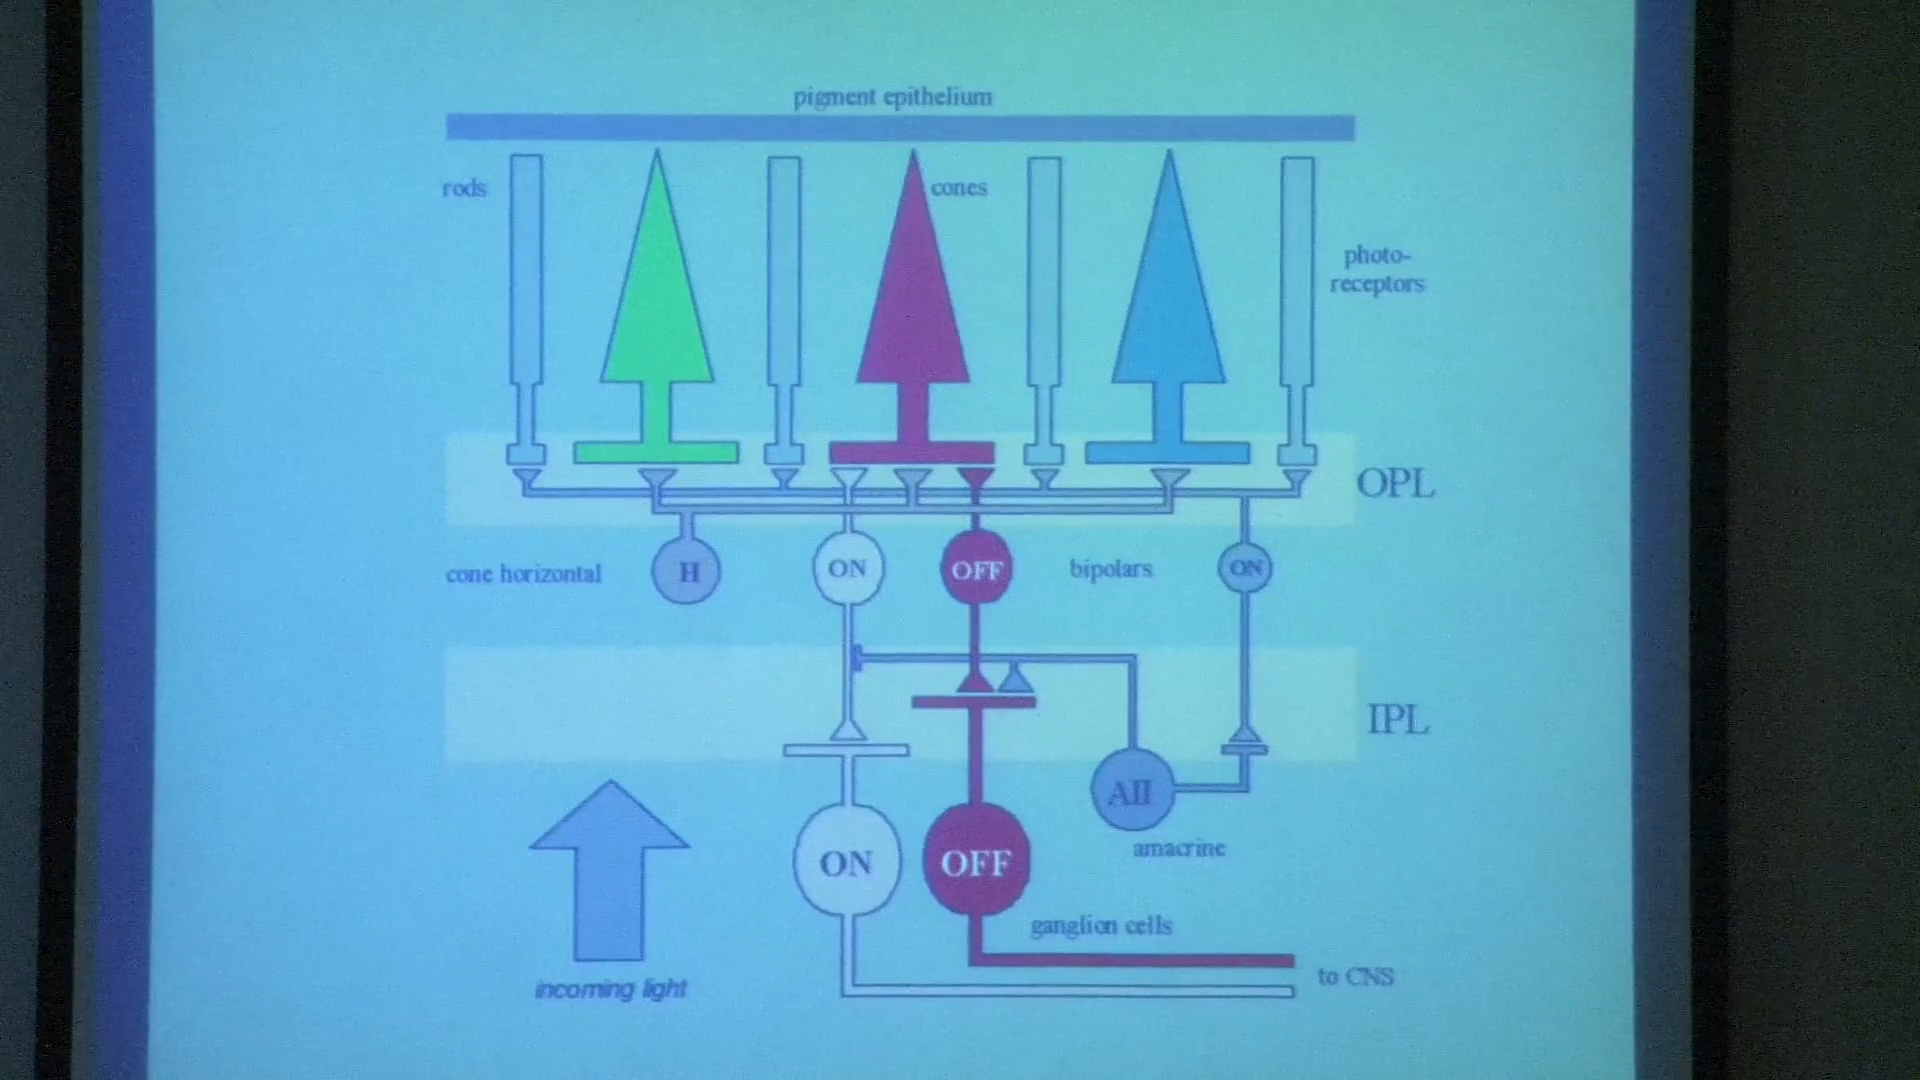 pigment epithelium
rods
cones
photo-
receptors
OPL
cone horizontal
H
ON
OFF
bipolars
ON
IPL
AII
amacrine
ON
OFF
ganglion cells
to CNS
incoming light